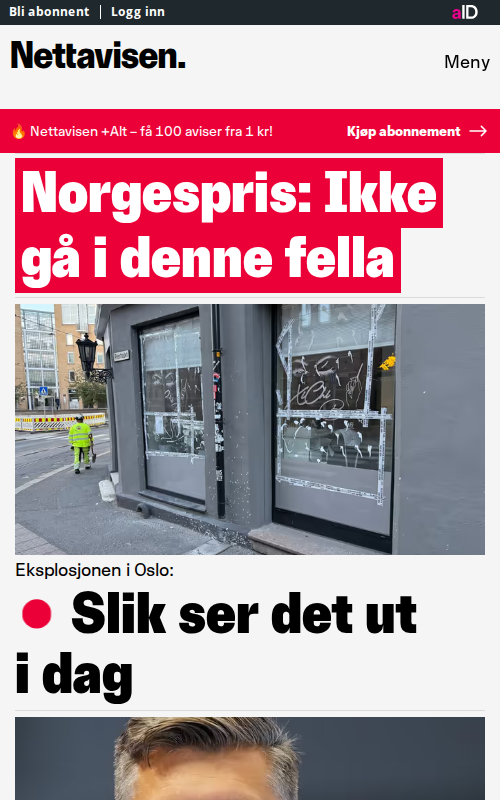 Bli abonnent
Logg inn
aID
Nettavisen.
Meny
🔥 Nettavisen +Alt – få 100 aviser fra 1 kr!
Kjøp abonnement →
Norgespris: Ikke
gå i denne fella
Eksplosjonen i Oslo:
Slik ser det ut
i dag